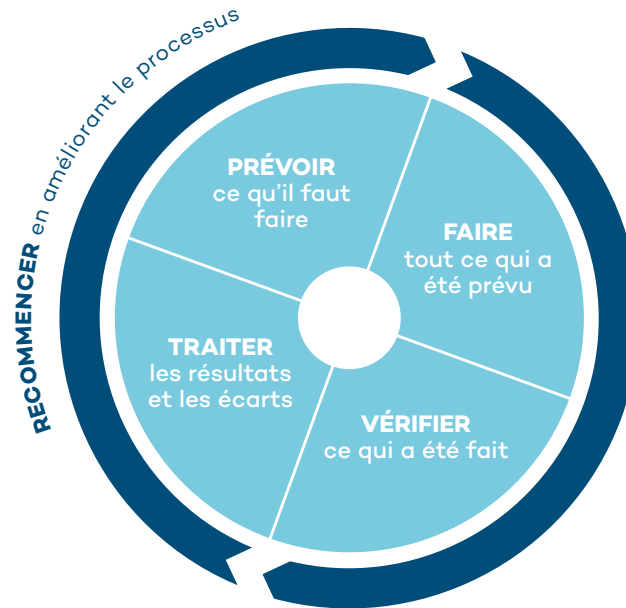 RECOMMENCER en améliorant le processus
PRÉVOIR
ce qu'il faut
faire
FAIRE
tout ce qui a
été prévu
VÉRIFIER
ce qui a été fait
TRAITER
les résultats
et les écarts